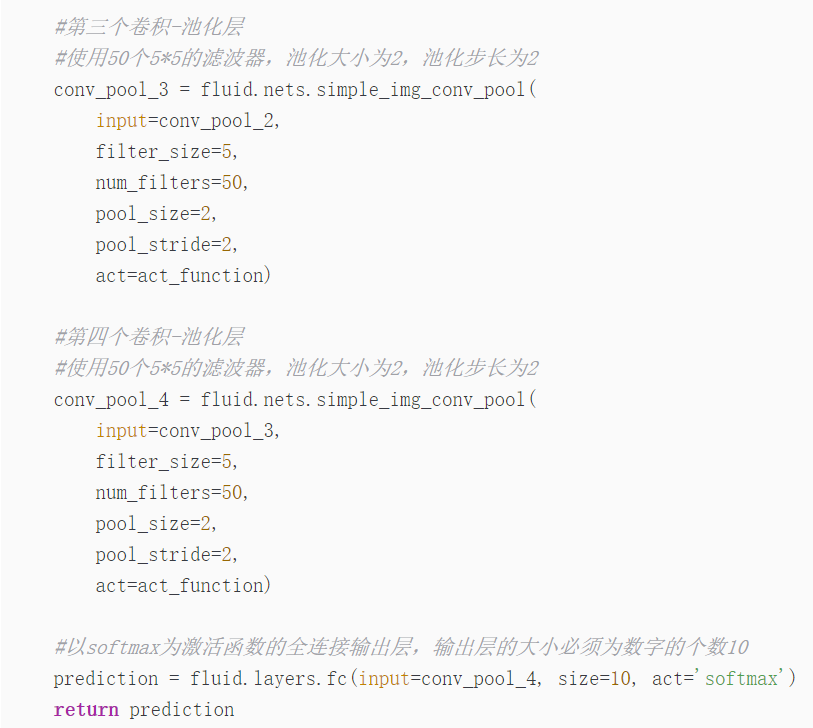 #第三个卷积-池化层
#使用50个5*5的滤波器，池化大小为2，池化步长为2
conv_pool_3 = fluid.nets.simple_img_conv_pool(
    input=conv_pool_2,
    filter_size=5,
    num_filters=50,
    pool_size=2,
    pool_stride=2,
    act=act_function)
#第四个卷积-池化层
#使用50个5*5的滤波器，池化大小为2，池化步长为2
conv_pool_4 = fluid.nets.simple_img_conv_pool(
    input=conv_pool_3,
    filter_size=5,
    num_filters=50,
    pool_size=2,
    pool_stride=2,
    act=act_function)
#以softmax为激活函数的全连接输出层，输出层的大小必须为数字的个数10
prediction = fluid.layers.fc(input=conv_pool_4, size=10, act='softmax')
return prediction